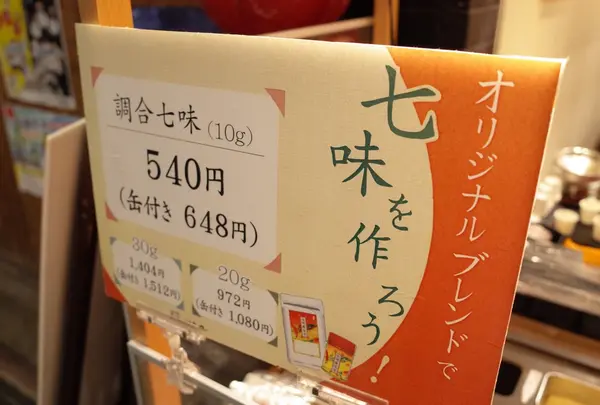 オリジナルブレンドで
七味を作ろう!
調合七味(10g)
540円
(缶付き 648円)
30g
1,404円
(缶付き1,512円)
20g
972円
(缶付き 1,080円)